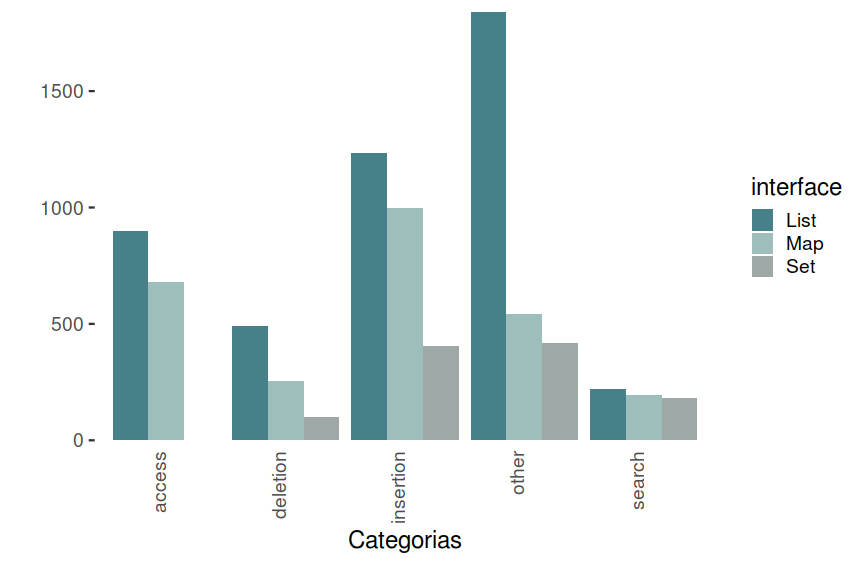 1500
1000
500
0
access
deletion
insertion
other
search
Categorias
interface
List
Map
Set